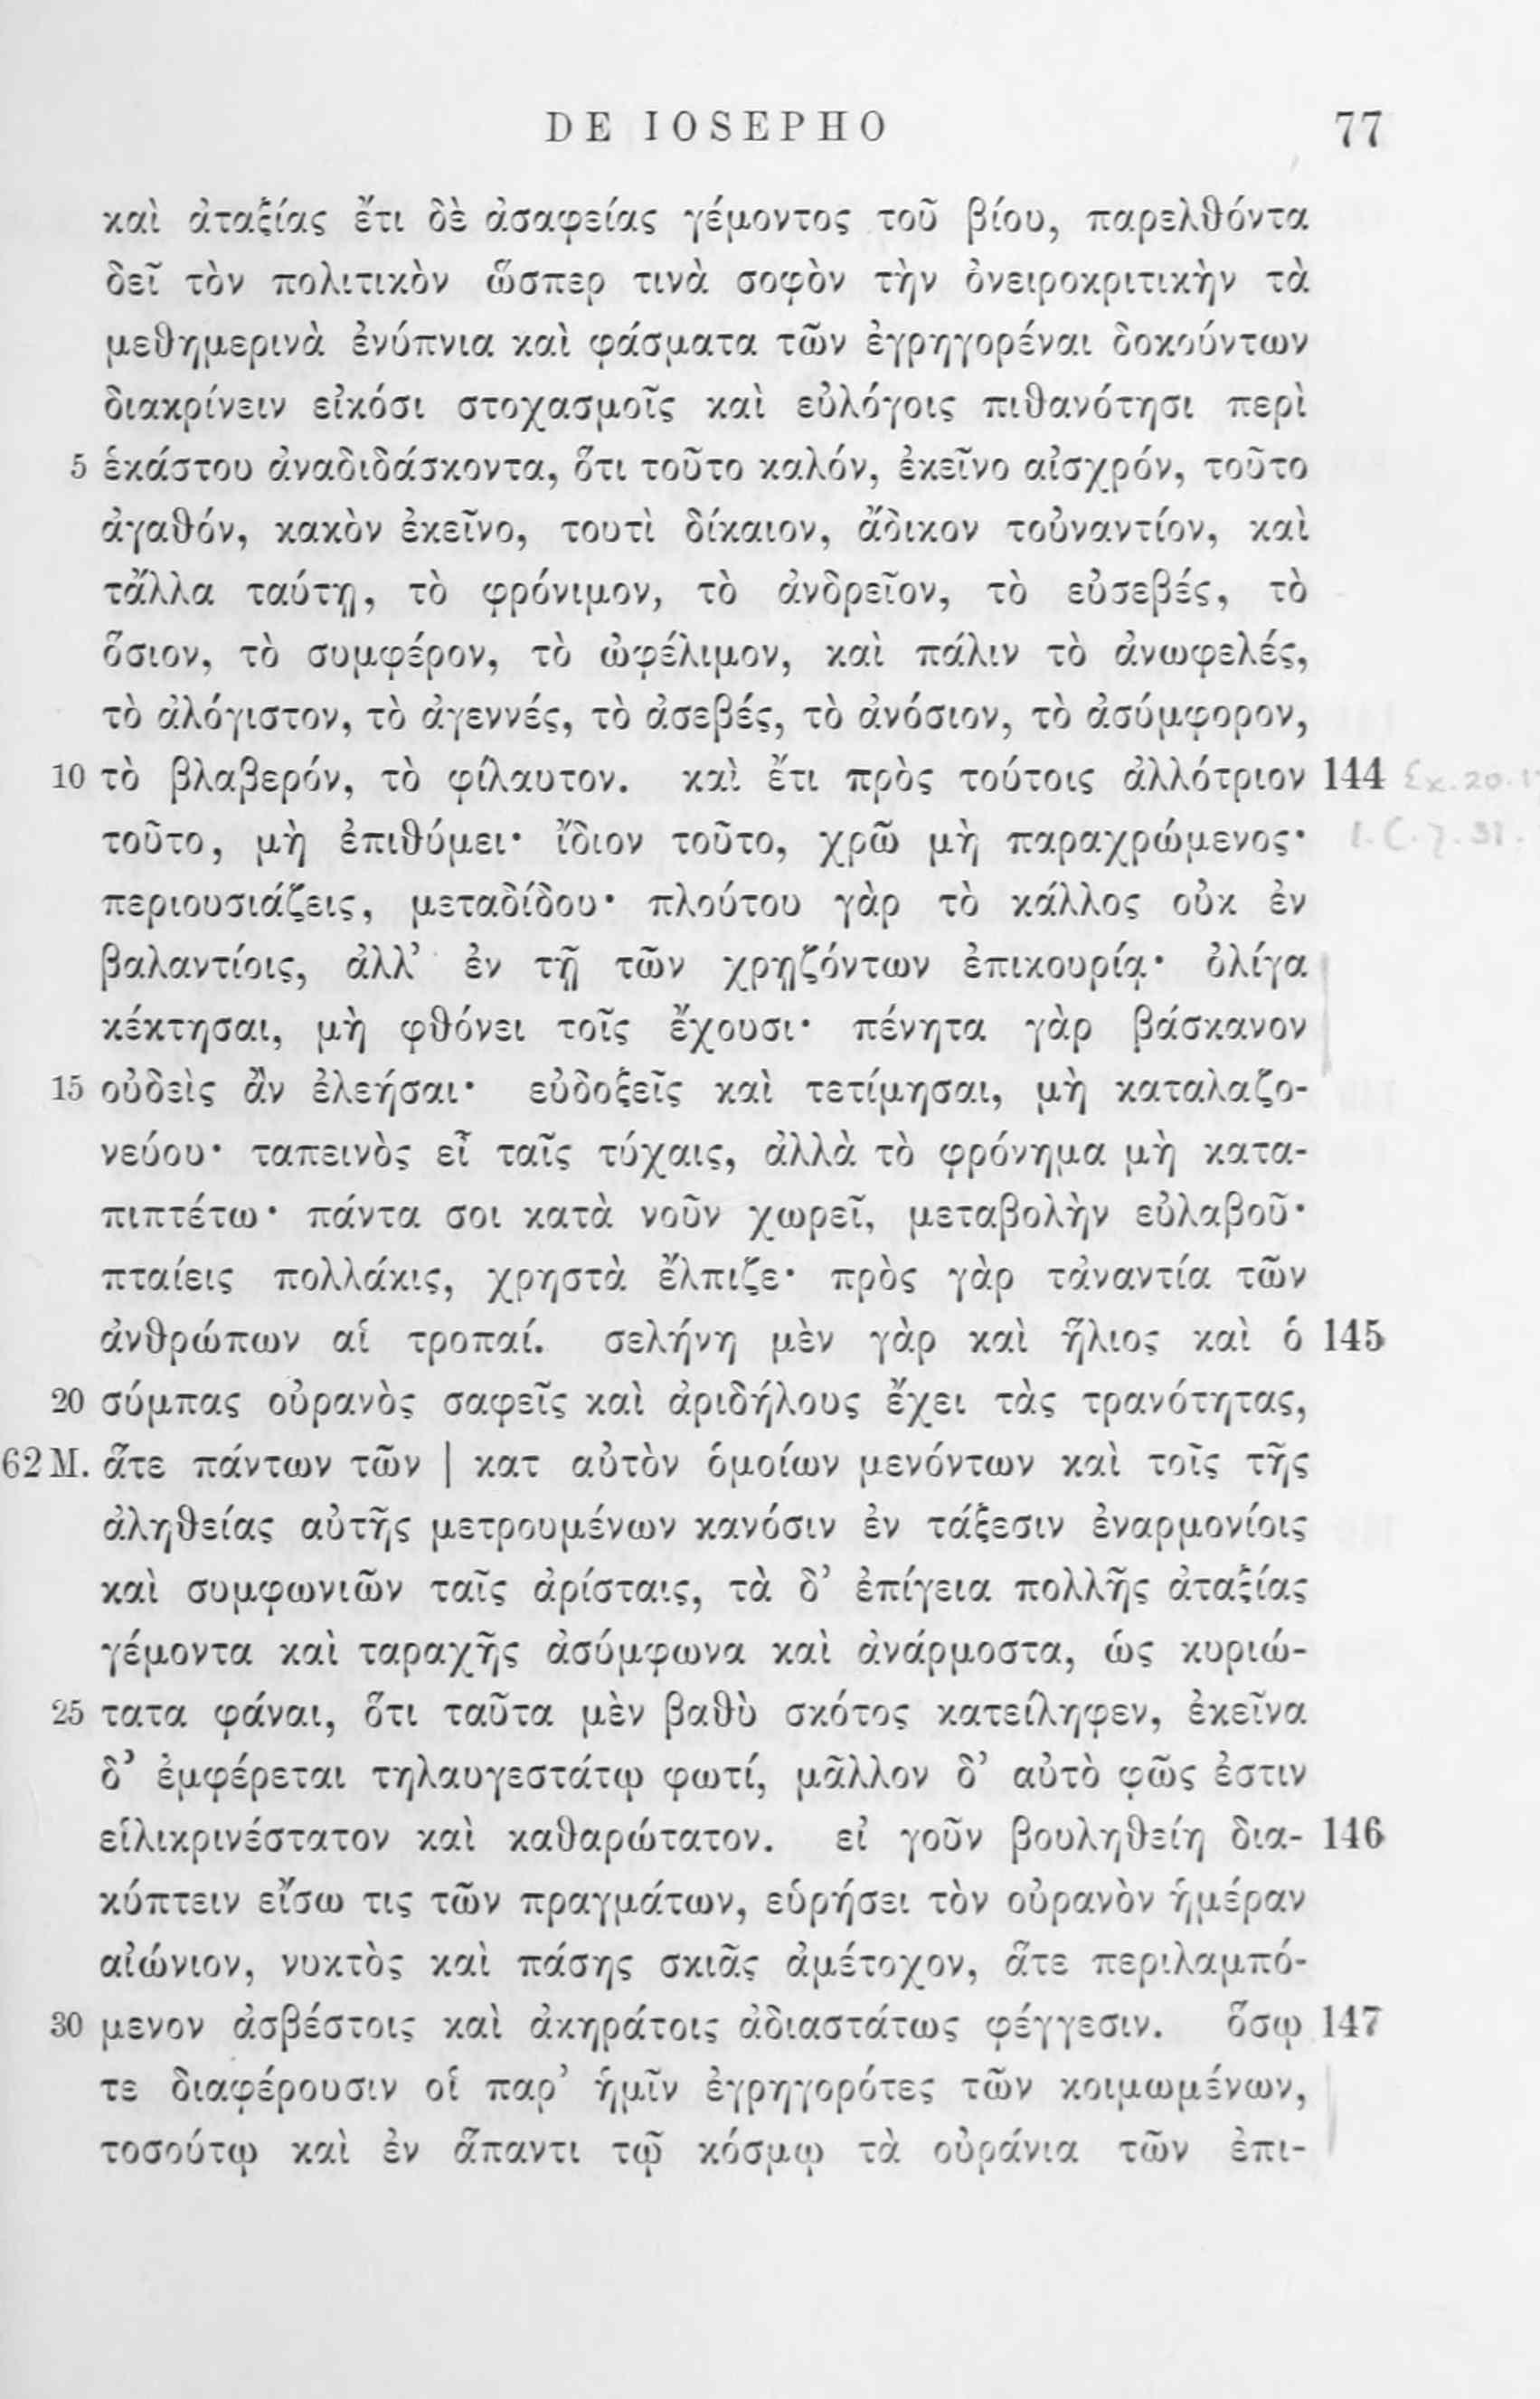 DE IOSEPHO 77
καὶ ἀταξίας ἔτι δὲ ἀσαφείας γέμοντος τοῦ βίου, παρελθόντα
δεῖ τὸν πολιτικὸν ὥσπερ τινὰ σοφὸν τὴν ὀνειροκριτικὴν τὰ
μεθημερινὰ ἐνύπνια καὶ φάσματα τῶν ἐγρηγορέναι δοκούντων
διακρίνειν εἰκόσι στοχασμοῖς καὶ εὐλόγοις πιθανότησι περὶ
5 ἑκάστου ἀναδιδάσκοντα, ὅτι τοῦτο καλόν, ἐκεῖνο αἰσχρόν, τοῦτο
ἀγαθόν, κακὸν ἐκεῖνο, τουτὶ δίκαιον, ἄδικον τοὐναντίον, καὶ
τἄλλα ταύτῃ, τὸ φρόνιμον, τὸ ἀνδρεῖον, τὸ εὐσεβές, τὸ
ὅσιον, τὸ συμφέρον, τὸ ὠφέλιμον, καὶ πάλιν τὸ ἀνωφελές,
τὸ ἀλόγιστον, τὸ ἀγεννές, τὸ ἀσεβές, τὸ ἀνόσιον, τὸ ἀσύμφορον,
10 τὸ βλαβερόν, τὸ φίλαυτον. καὶ ἔτι πρὸς τούτοις ἀλλότριον 144 Ex. 20.
τοῦτο, μὴ ἐπιθύμει· ἴδιον τοῦτο, χρῶ μὴ παραχρώμενος· 1. C. 7. 31.
περιουσιάζεις, μεταδίδου· πλούτου γὰρ τὸ κάλλος οὐκ ἐν
βαλαντίοις, ἀλλ’ ἐν τῇ τῶν χρῃζόντων ἐπικουρίᾳ· ὀλίγα
κέκτησαι, μὴ φθόνει τοῖς ἔχουσι· πένητα γὰρ βάσκανον
15 οὐδεὶς ἂν ἐλεήσαι· εὐδοξεῖς καὶ τετίμησαι, μὴ καταλαζο-
νεύου· ταπεινὸς εἶ ταῖς τύχαις, ἀλλὰ τὸ φρόνημα μὴ κατα-
πιπτέτω· πάντα σοι κατὰ νοῦν χωρεῖ, μεταβολὴν εὐλαβοῦ·
πταίεις πολλάκις, χρηστὰ ἔλπιζε· πρὸς γὰρ τἀναντία τῶν
ἀνθρώπων αἱ τροπαί. σελήνη μὲν γὰρ καὶ ἥλιος καὶ ὁ 145
20 σύμπας οὐρανὸς σαφεῖς καὶ ἀριδήλους ἔχει τὰς τρανότητας,
62 M. ἅτε πάντων τῶν | κατ αὐτὸν ὁμοίων μενόντων καὶ τοῖς τῆς
ἀληθείας αὐτῆς μετρουμένων κανόσιν ἐν τάξεσιν ἐναρμονίοις
καὶ συμφωνιῶν ταῖς ἀρίσταις, τὰ δ’ ἐπίγεια πολλῆς ἀταξίας
γέμοντα καὶ ταραχῆς ἀσύμφωνα καὶ ἀνάρμοστα, ὡς κυριώ-
25 τατα φάναι, ὅτι ταῦτα μὲν βαθὺ σκότος κατείληφεν, ἐκεῖνα
δ’ ἐμφέρεται τηλαυγεστάτῳ φωτί, μᾶλλον δ’ αὐτὸ φῶς ἐστιν
εἱλικρινέστατον καὶ καθαρώτατον. εἰ γοῦν βουληθείη δια- 146
κύπτειν εἴσω τις τῶν πραγμάτων, εὑρήσει τὸν οὐρανὸν ἡμέραν
αἰώνιον, νυκτὸς καὶ πάσης σκιᾶς ἀμέτοχον, ἅτε περιλαμπό-
30 μενον ἀσβέστοις καὶ ἀκηράτοις ἀδιαστάτως φέγγεσιν. ὅσῳ 147
τε διαφέρουσιν οἱ παρ’ ἡμῖν ἐγρηγορότες τῶν κοιμωμένων,
τοσούτῳ καὶ ἐν ἅπαντι τῷ κόσμῳ τὰ οὐράνια τῶν ἐπι-